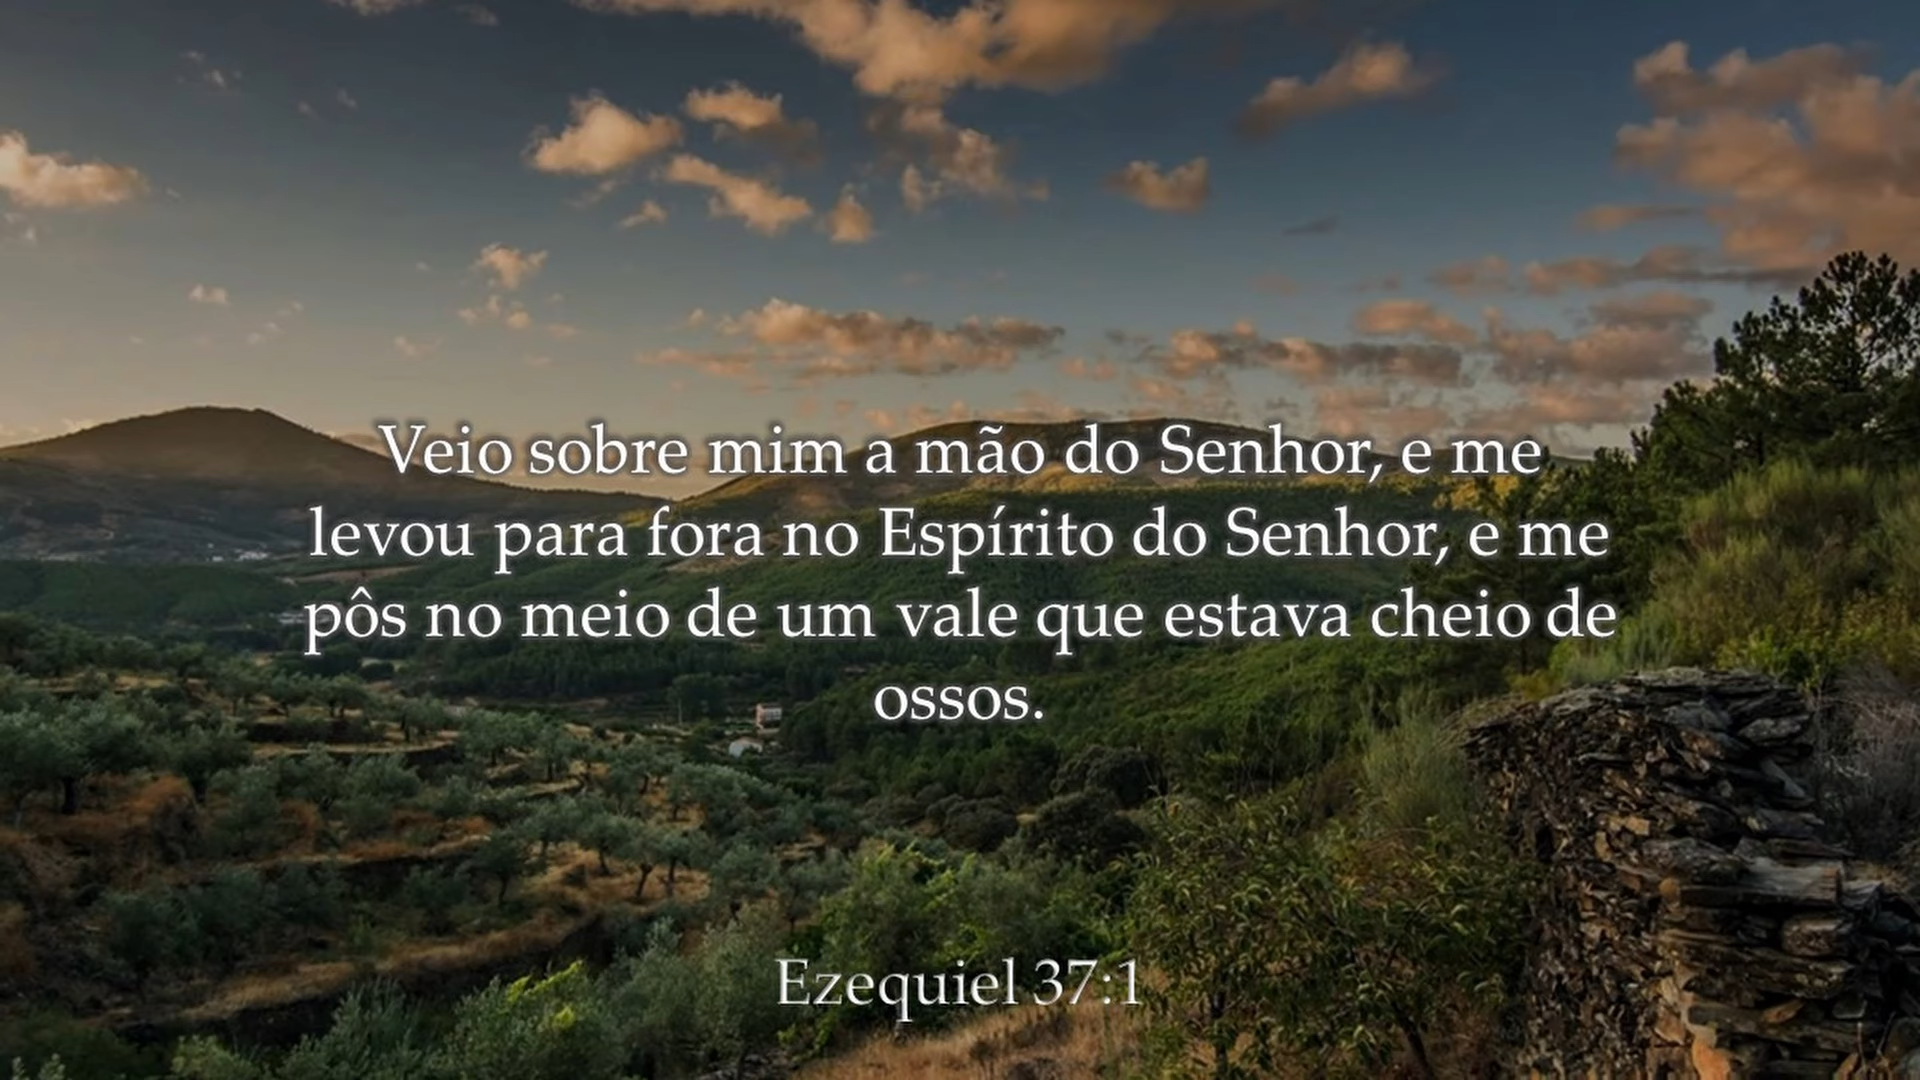 Veio sobre mim a mão do Senhor, e me
levou para fora no Espírito do Senhor, e me
pôs no meio de um vale que estava cheio de
ossos.
Ezequiel 37:1